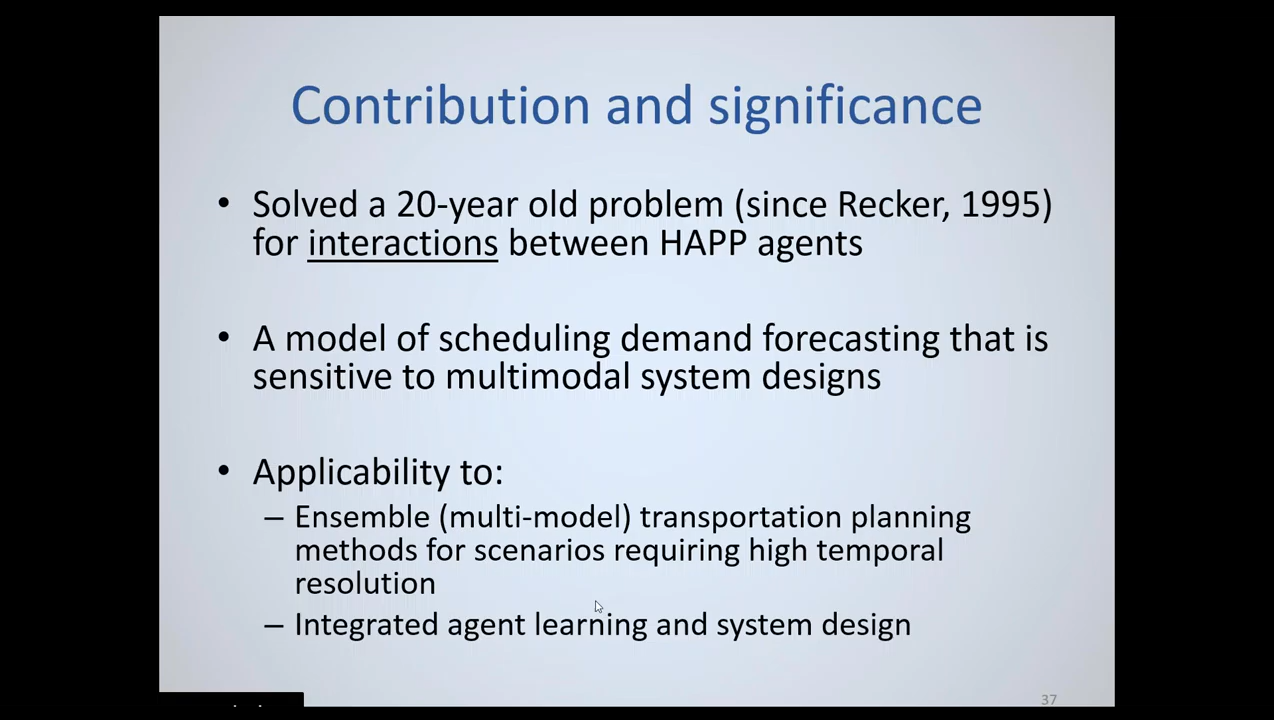 Contribution and significance
• Solved a 20-year old problem (since Recker, 1995)
for interactions between HAPP agents
• A model of scheduling demand forecasting that is
sensitive to multimodal system designs
• Applicability to:
– Ensemble (multi-model) transportation planning
methods for scenarios requiring high temporal
resolution
– Integrated agent learning and system design
37